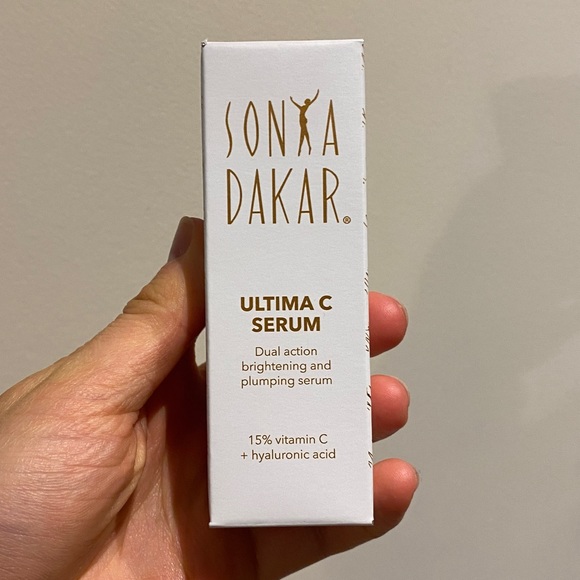 SONYA
DAKAR®
ULTIMA C
SERUM
Dual action
brightening and
plumping serum
15% vitamin C
+ hyaluronic acid